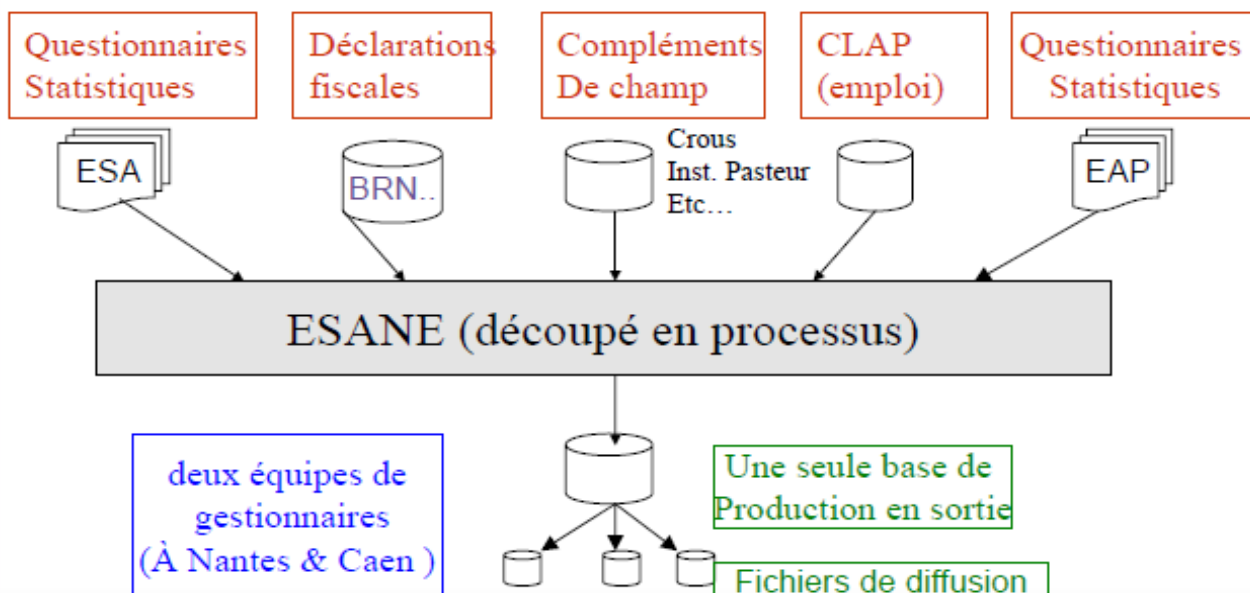 Questionnaires
Statistiques
Déclarations
fiscales
Compléments
De champ
CLAP
(emploi)
Questionnaires
Statistiques
ESA
BRN..
Crous
Inst. Pasteur
Etc…
EAP
ESANE (découpé en processus)
deux équipes de
gestionnaires
(À Nantes & Caen )
Une seule base de
Production en sortie
Fichiers de diffusion